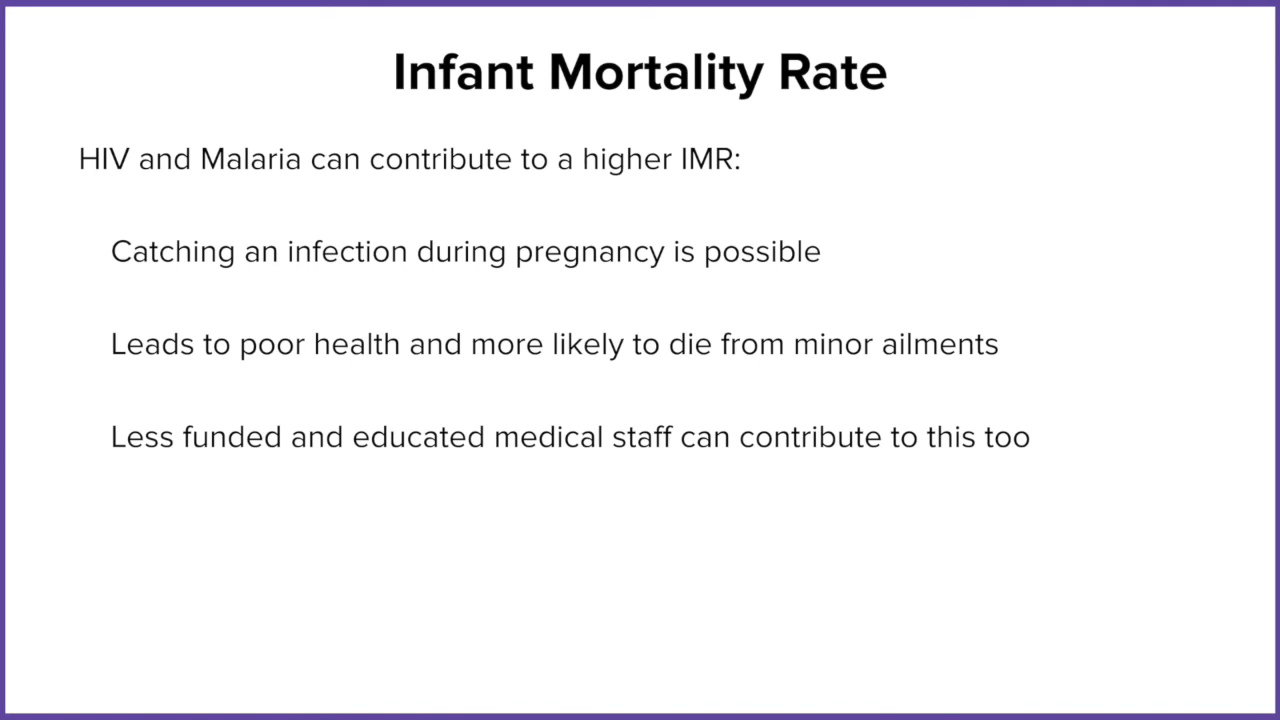 Infant Mortality Rate
HIV and Malaria can contribute to a higher IMR:
Catching an infection during pregnancy is possible
Leads to poor health and more likely to die from minor ailments
Less funded and educated medical staff can contribute to this too